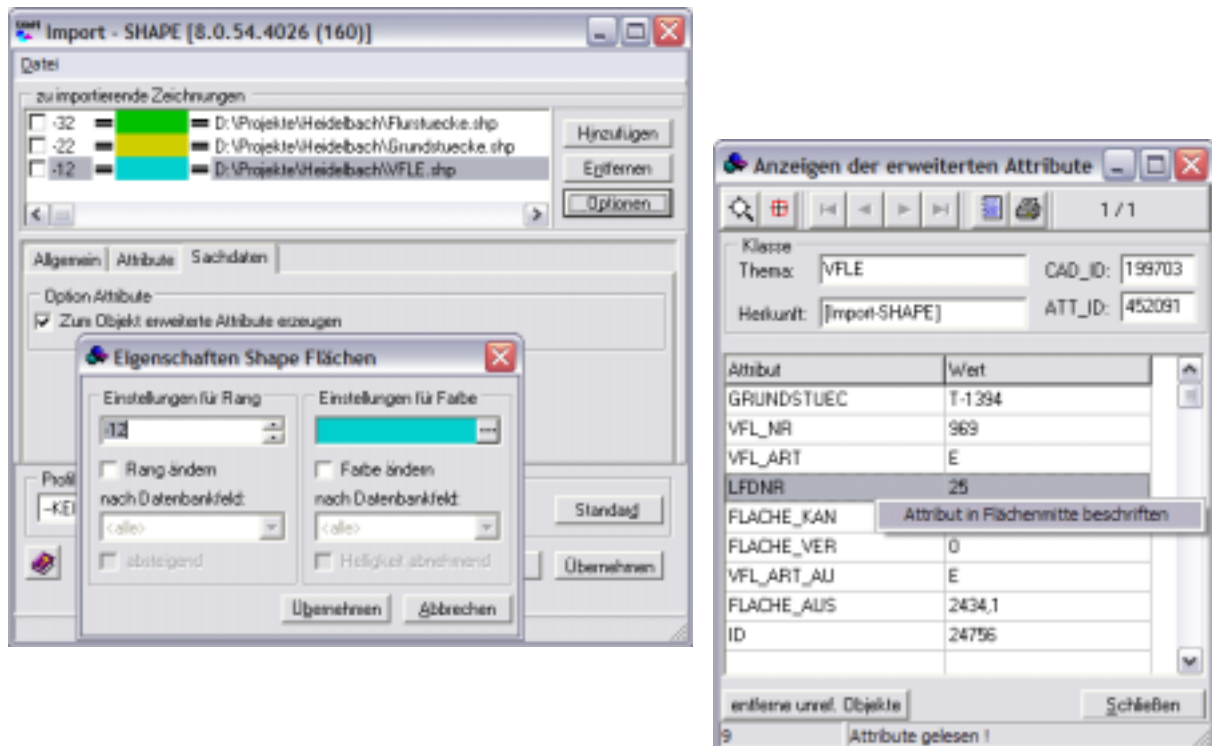 Import - SHAPE [8.0.54.4026 (160)]
Datei
zu importierende Zeichnungen
-32 D:\Projekte\Heidelbach\Flurstuecke.shp
-22 D:\Projekte\Heidelbach\Grundstuecke.shp
-12 D:\Projekte\Heidelbach\VFLE.shp
Hinzufügen
Entfernen
Optionen
Allgemein Attribute Sachdaten
Option Attribute
Zum Objekt erweiterte Attribute erzeugen
Eigenschaften Shape Flächen
Einstellungen für Rang Einstellungen für Farbe
-12
Rang ändern Farbe ändern
nach Datenbankfeld: nach Datenbankfeld:
<alle> <alle>
absteigend Helligkeit abnehmend
Übernehmen Abbrechen
Profil
-KEI
Standard
Übernehmen
Anzeigen der erweiterten Attribute
1 / 1
Klasse
Thema: VFLE CAD_ID: 199703
Herkunft: [Import-SHAPE] ATT_ID: 452091
Attribut Wert
GRUNDSTUEC T-1394
VFL_NR 969
VFL_ART E
LFDNR 25
FLACHE_KAN
Attribut in Flächenmitte beschriften
FLACHE_VER 0
VFL_ART_AU E
FLACHE_AUS 2434,1
ID 24756
entferne unref. Objekte Schließen
9 Attribute gelesen !